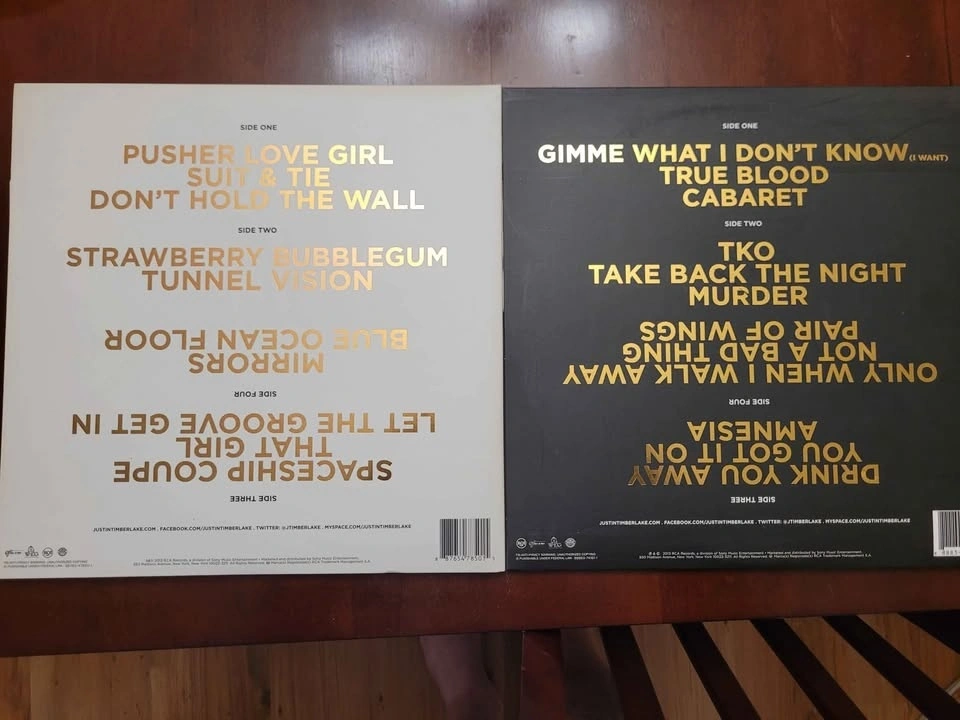 SIDE ONE
PUSHER LOVE GIRL
SUIT & TIE
DON'T HOLD THE WALL
SIDE TWO
STRAWBERRY BUBBLEGUM
TUNNEL VISION
SIDE THREE
SPACESHIP COUPE
THAT GIRL
LET THE GROOVE GET IN
SIDE FOUR
MIRRORS
BLUE OCEAN FLOOR
JUSTINTIMBERLAKE.COM . FACEBOOK.COM/JUSTINTIMBERLAKE . TWITTER: @JTIMBERLAKE . MYSPACE.COM/JUSTINTIMBERLAKE
SIDE ONE
GIMME WHAT I DON'T KNOW (I WANT)
TRUE BLOOD
CABARET
SIDE TWO
TKO
TAKE BACK THE NIGHT
MURDER
SIDE THREE
DRINK YOU AWAY
YOU GOT IT ON
AMNESIA
SIDE FOUR
ONLY WHEN I WALK AWAY
NOT A BAD THING
PAIR OF WINGS
JUSTINTIMBERLAKE.COM . FACEBOOK.COM/JUSTINTIMBERLAKE . TWITTER: @JTIMBERLAKE . MYSPACE.COM/JUSTINTIMBERLAKE